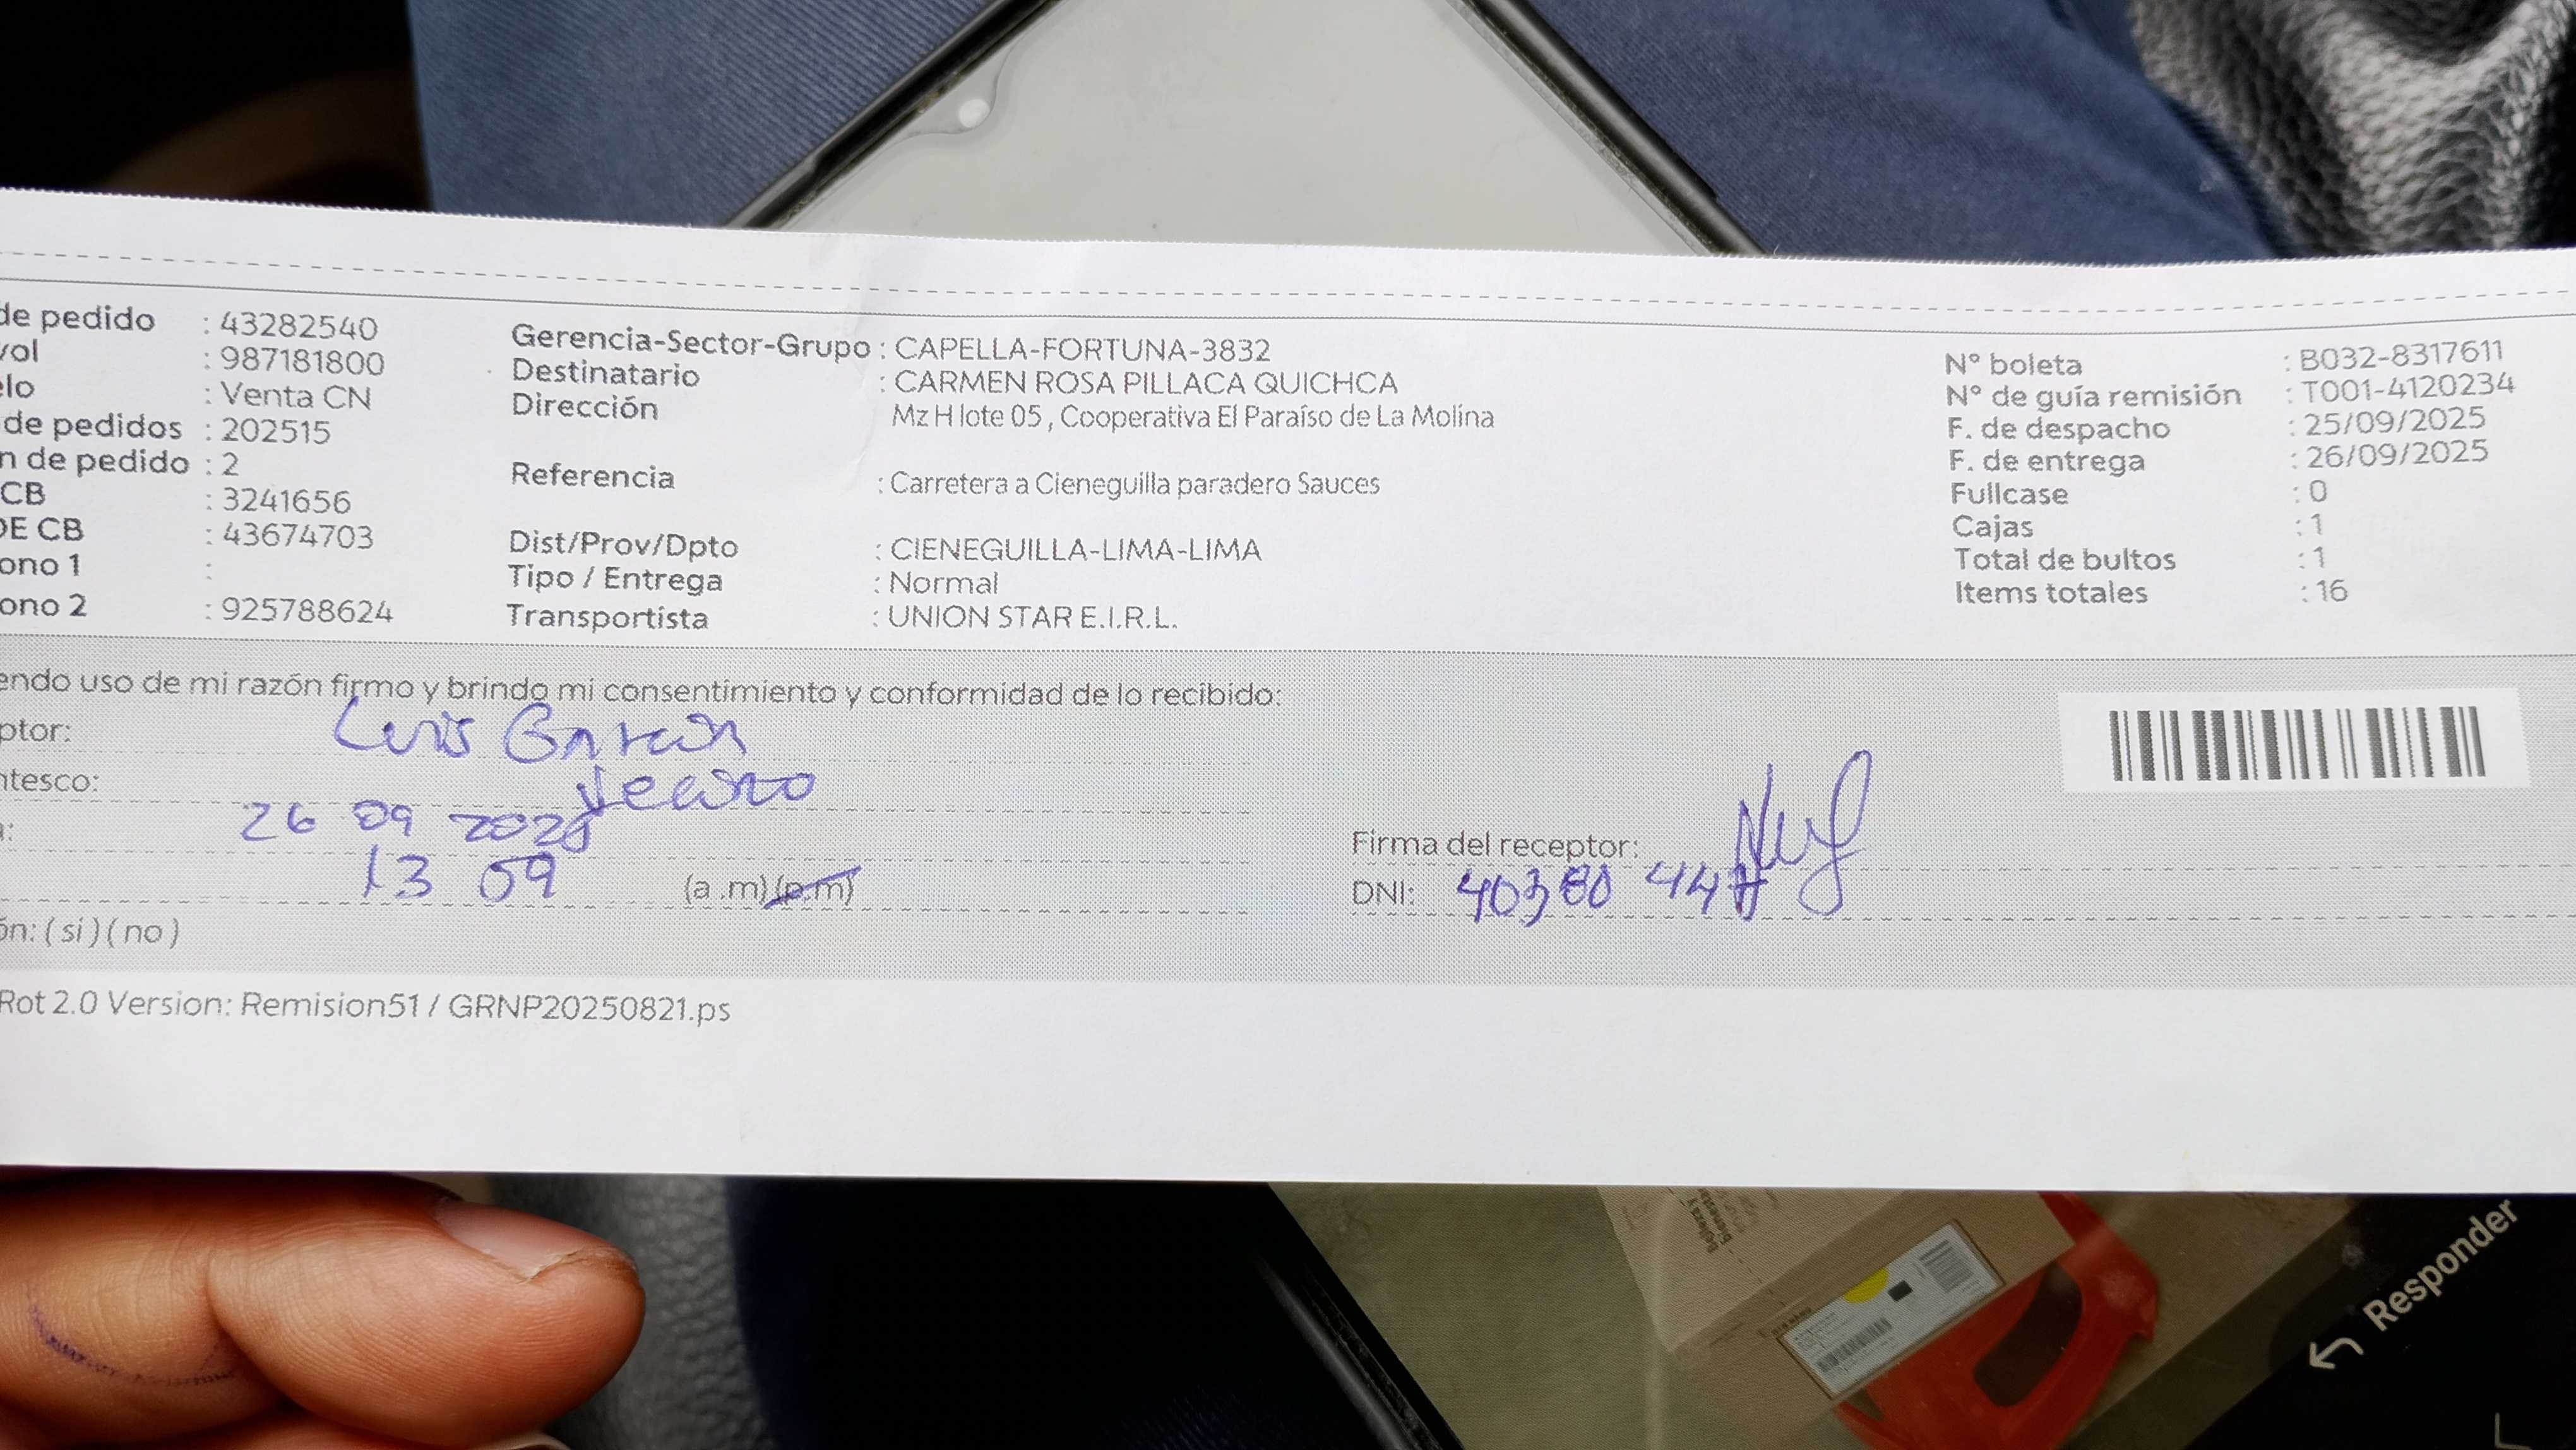 de pedido : 43282540
vol : 987181800
elo : Venta CN
de pedidos : 202515
n de pedido : 2
CB : 3241656
DE CB : 43674703
ono 1 :
ono 2 : 925788624
Gerencia-Sector-Grupo : CAPELLA-FORTUNA-3832
Destinatario : CARMEN ROSA PILLACA QUICHCA
Dirección Mz H lote 05 , Cooperativa El Paraíso de La Molina
Referencia : Carretera a Cieneguilla paradero Sauces
Dist/Prov/Dpto : CIENEGUILLA-LIMA-LIMA
Tipo / Entrega : Normal
Transportista : UNION STAR E.I.R.L.
N° boleta : B032-8317611
N° de guía remisión : T001-4120234
F. de despacho : 25/09/2025
F. de entrega : 26/09/2025
Fullcase : 0
Cajas : 1
Total de bultos : 1
Items totales : 16
endo uso de mi razón firmo y brindo mi consentimiento y conformidad de lo recibido:
ptor: Luis Garcia
ntesco: Vecino
a: 26 09 2025
13 09 (a .m) (p.m)
Firma del receptor:
DNI: 40380 447
ón: ( si ) ( no )
Rot 2.0 Version: Remision51 / GRNP20250821.ps
Responder